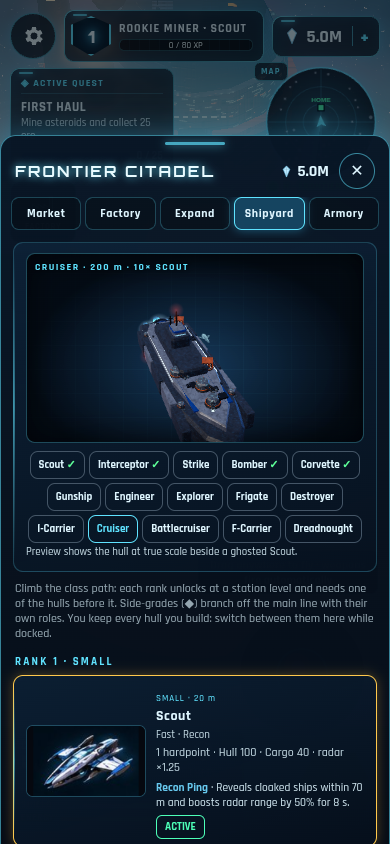 ROOKIE MINER · SCOUT
1
0 / 80 XP
5.0M
+
MAP
◆ ACTIVE QUEST
FIRST HAUL
Mine asteroids and collect 25
HOME
FRONTIER CITADEL
5.0M
✕
Market
Factory
Expand
Shipyard
Armory
CRUISER · 200 m · 10× SCOUT
Scout ✓
Interceptor ✓
Strike
Bomber ✓
Corvette ✓
Gunship
Engineer
Explorer
Frigate
Destroyer
I-Carrier
Cruiser
Battlecruiser
F-Carrier
Dreadnought
Preview shows the hull at true scale beside a ghosted Scout.
Climb the class path: each rank unlocks at a station level and needs one
of the hulls before it. Side-grades (◆) branch off the main line with their
own roles. You keep every hull you build: switch between them here while
docked.
RANK 1 · SMALL
SMALL · 20 m
Scout
Fast · Recon
1 hardpoint · Hull 100 · Cargo 40 · radar
×1.25
Recon Ping · Reveals cloaked ships within 70
m and boosts radar range by 50% for 8 s.
ACTIVE